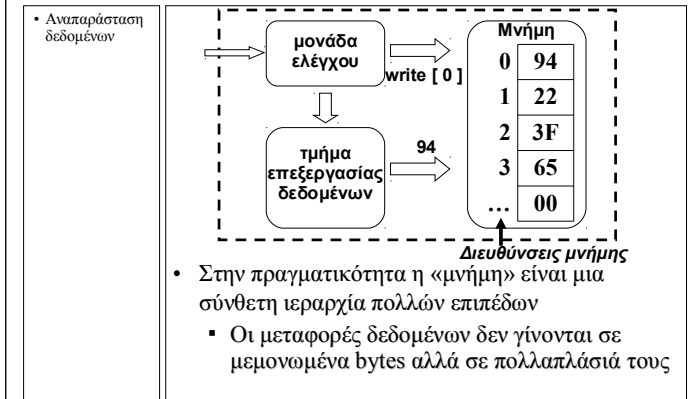 • Αναπαράσταση
δεδομένων
μονάδα
ελέγχου
write [ 0 ]
τμήμα
επεξεργασίας
δεδομένων
94
Μνήμη
0 94
1 22
2 3F
3 65
... 00
Διευθύνσεις μνήμης
• Στην πραγματικότητα η «μνήμη» είναι μια
σύνθετη ιεραρχία πολλών επιπέδων
▪ Οι μεταφορές δεδομένων δεν γίνονται σε
μεμονωμένα bytes αλλά σε πολλαπλάσιά τους